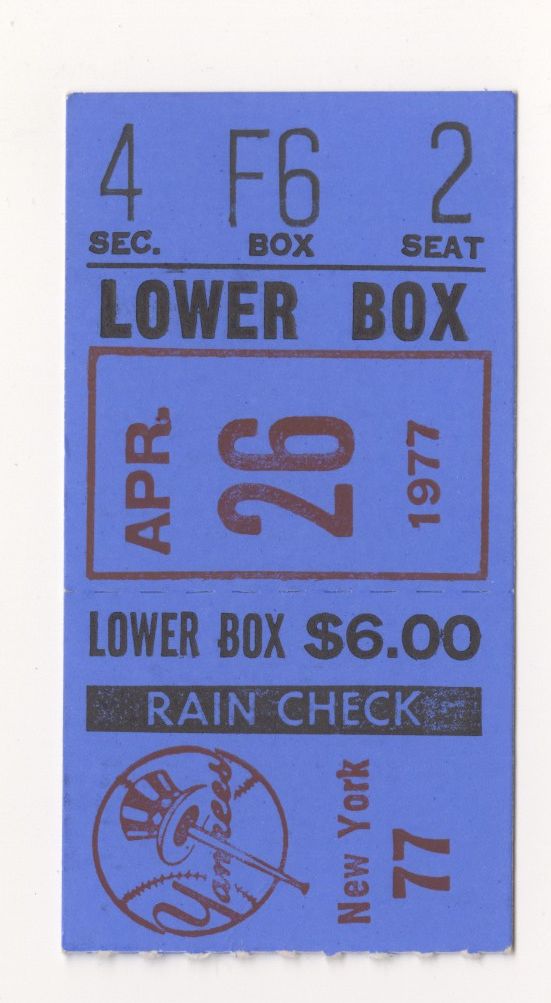 4 F6 2
SEC. BOX SEAT
LOWER BOX
APR.
26
1977
LOWER BOX $6.00
RAIN CHECK
Yankees
New York
77